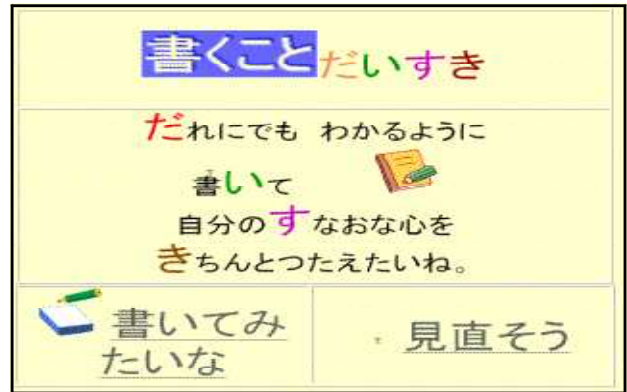 書くことだいすき
だれにでも わかるように
書いて
自分のすなおな心を
きちんとつたえたいね。
書いてみ
たいな
見直そう